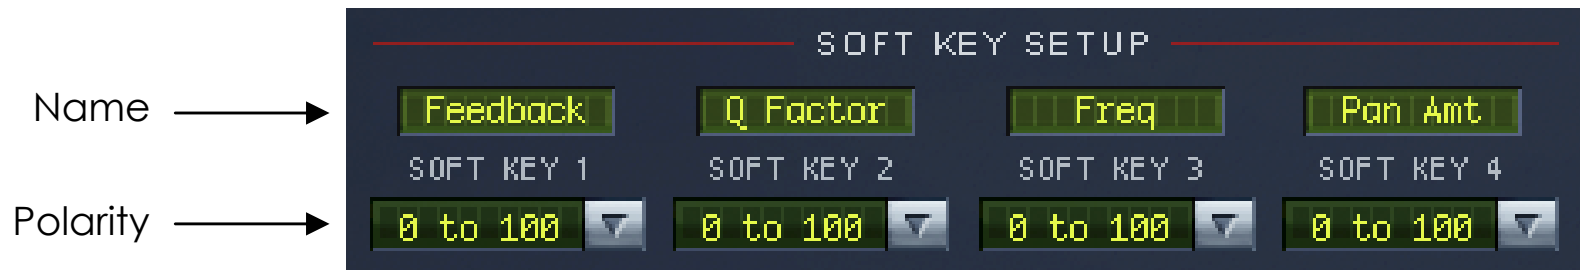 SOFT KEY SETUP
Name Feedback Q Factor Freq Pan Amt
SOFT KEY 1 SOFT KEY 2 SOFT KEY 3 SOFT KEY 4
Polarity 0 to 100 0 to 100 0 to 100 0 to 100